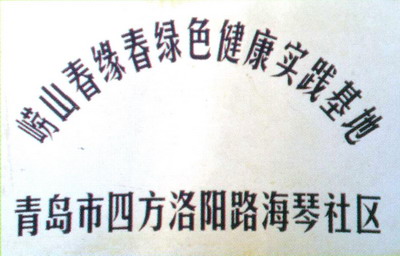 崂山春缘春绿色健康实践基地
青岛市四方洛阳路海琴社区